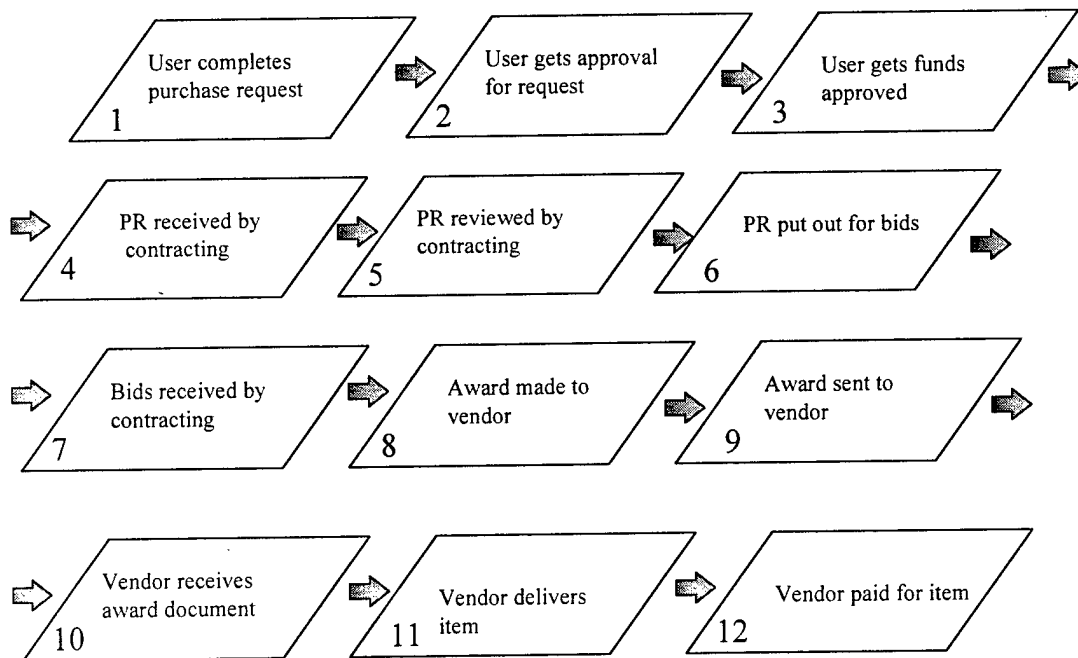 User completes
purchase request
1
User gets approval
for request
2
User gets funds
approved
3
PR received by
contracting
4
PR reviewed by
contracting
5
PR put out for bids
6
Bids received by
contracting
7
Award made to
vendor
8
Award sent to
vendor
9
Vendor receives
award document
10
Vendor delivers
item
11
Vendor paid for item
12